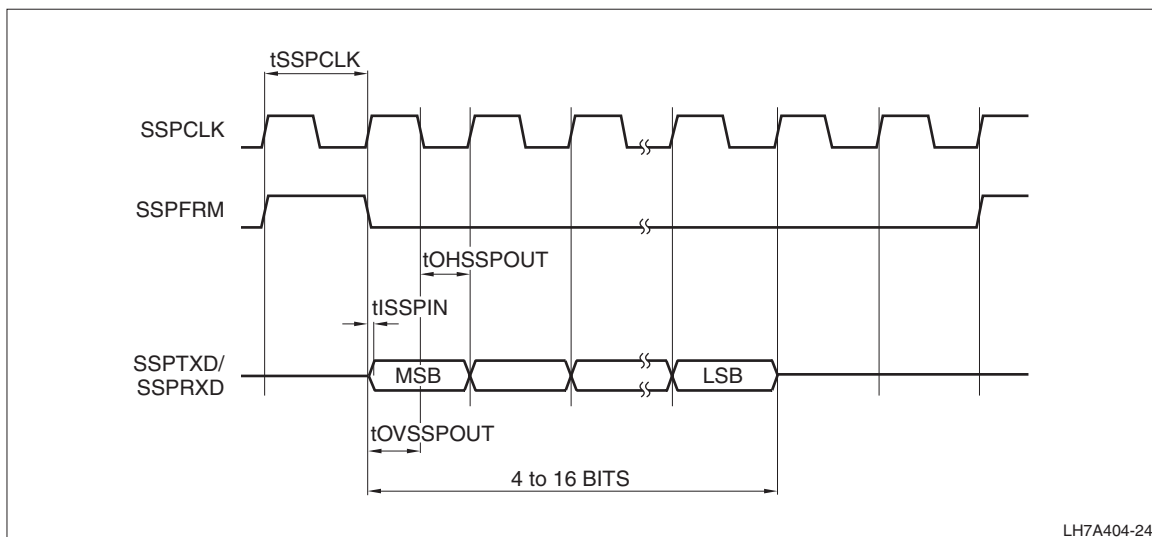 tSSPCLK
SSPCLK
SSPFRM
tOHSSPOUT
tISSPIN
SSPTXD/
SSPRXD
MSB
LSB
tOVSSPOUT
4 to 16 BITS
LH7A404-24